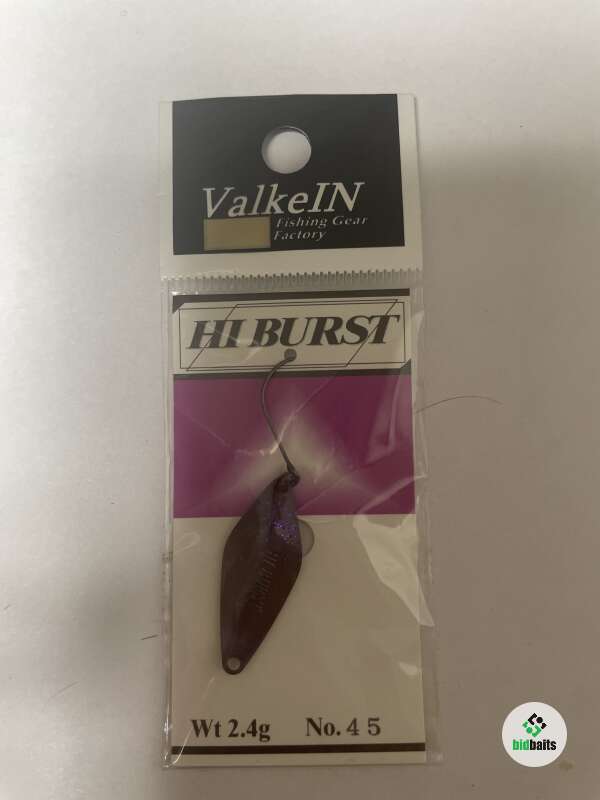 ValkeIN
Fishing Gear
Factory
HI BURST
Wt 2.4g No. 4 5
bidbaits